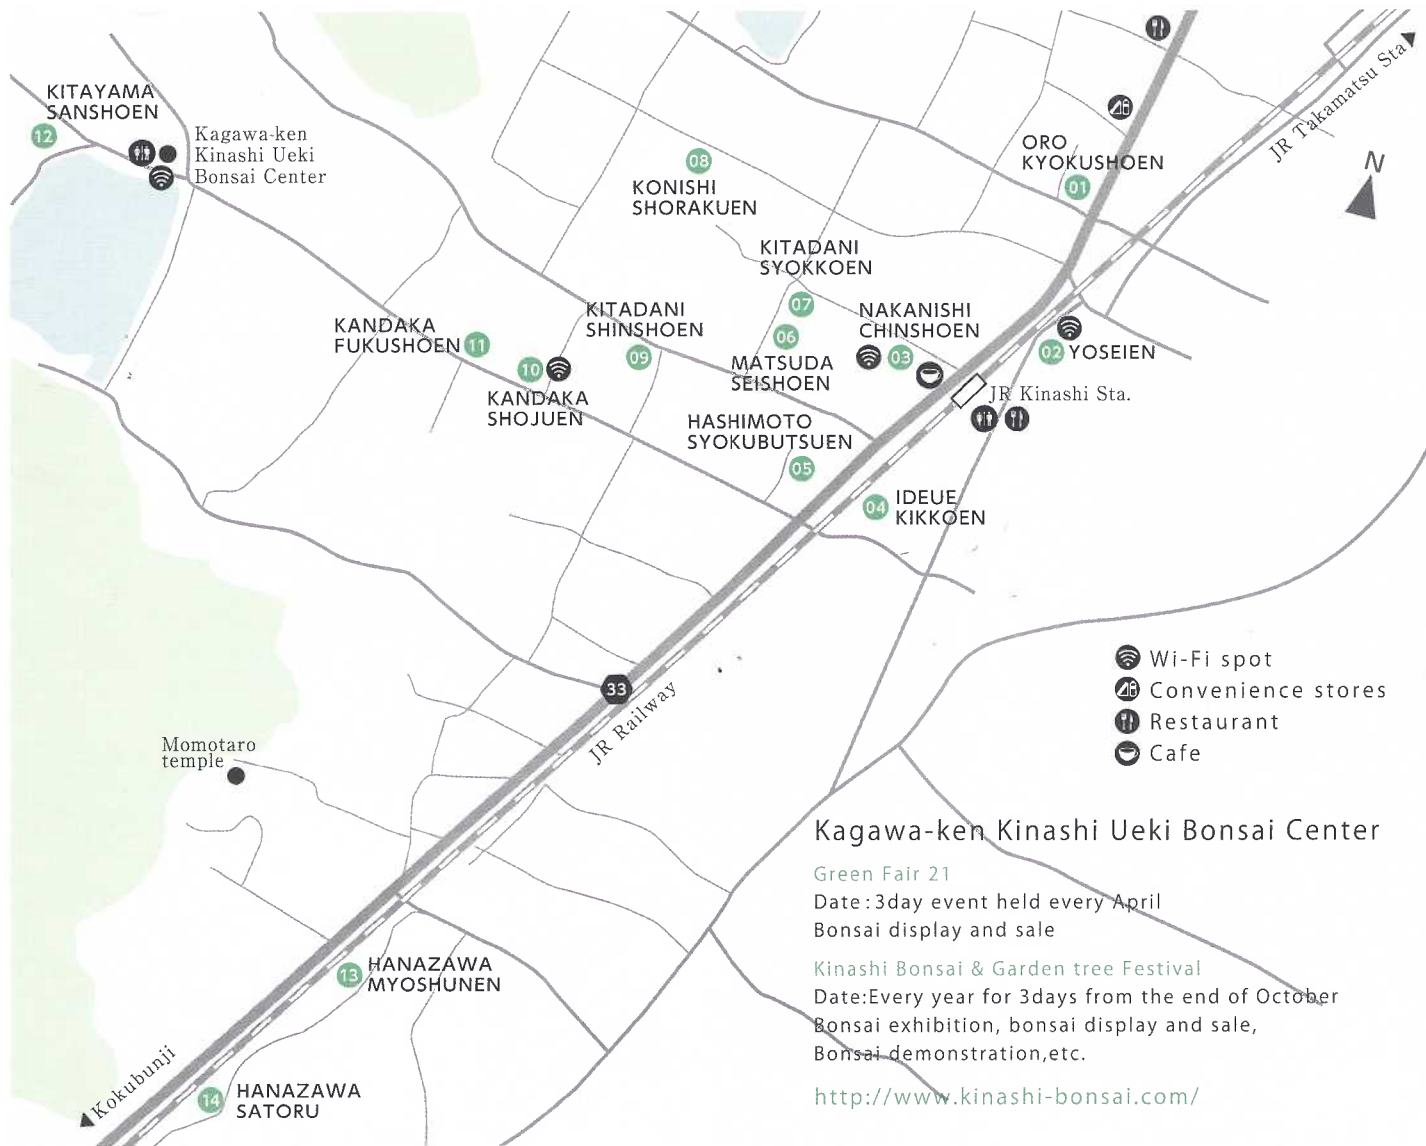 JR Takamatsu Sta
N
KITAYAMA
SANSHOEN
12
Kagawa-ken
Kinashi Ueki
Bonsai Center
ORO
KYOKUSHOEN
01
08
KONISHI
SHORAKUEN
KITADANI
SYOKKOEN
07
KITADANI
SHINSHOEN
09
06
MATSUDA
SEISHOEN
NAKANISHI
CHINSHOEN
03
02 YOSEIEN
KANDAKA
FUKUSHOEN
11
10
KANDAKA
SHOJUEN
JR Kinashi Sta.
HASHIMOTO
SYOKUBUTSUEN
05
04
IDEUE
KIKKOEN
33
JR Railway
Momotaro
temple
Wi-Fi spot
Convenience stores
Restaurant
Cafe
Kagawa-ken Kinashi Ueki Bonsai Center
Green Fair 21
Date : 3day event held every April
Bonsai display and sale
Kinashi Bonsai & Garden tree Festival
Date:Every year for 3days from the end of October
Bonsai exhibition, bonsai display and sale,
Bonsai demonstration,etc.
http://www.kinashi-bonsai.com/
13
HANAZAWA
MYOSHUNEN
Kokubunji
14
HANAZAWA
SATORU